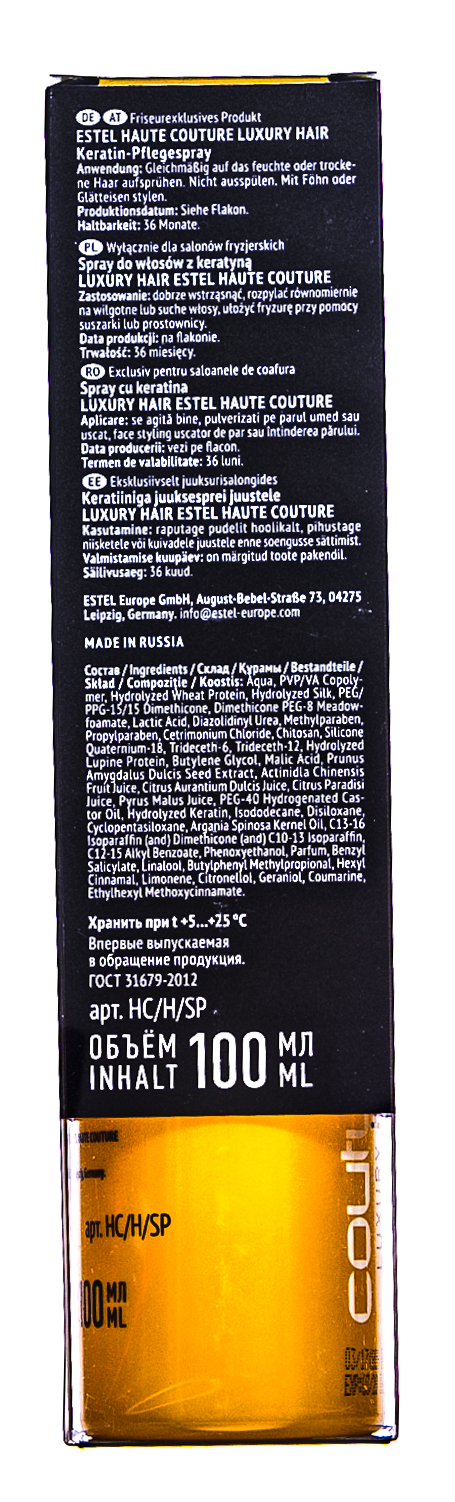 DE AT Friseurexklusives Produkt
ESTEL HAUTE COUTURE LUXURY HAIR
Keratin-Pflegespray
Anwendung: Gleichmäßig auf das feuchte oder trocke-
ne Haar aufsprühen. Nicht ausspülen. Mit Föhn oder
Glätteisen stylen.
Produktionsdatum: Siehe Flakon.
Haltbarkeit: 36 Monate.
PL Wyłącznie dla salonów fryzjerskich
Spray do włosów z keratyną
LUXURY HAIR ESTEL HAUTE COUTURE
Zastosowanie: dobrze wstrząsnąć, rozpylać równomiernie
na wilgotne lub suche włosy, ułożyć fryzurę przy pomocy
suszarki lub prostownicy.
Data produkcji: na flakonie.
Trwałość: 36 miesięcy.
RO Exclusiv pentru saloanele de coafura
Spray cu keratina
LUXURY HAIR ESTEL HAUTE COUTURE
Aplicare: se agită bine, pulverizati pe parul umed sau
uscat, face styling uscator de par sau întinderea părului.
Data producerii: vezi pe flacon.
Termen de valabilitate: 36 luni.
EE Eksklusiivselt juuksurisalongides
Keratiiniga juuksesprei juustele
LUXURY HAIR ESTEL HAUTE COUTURE
Kasutamine: raputage pudelit hoolikalt, pihustage
niisketele või kuivadele juustele enne soengusse sättimist.
Valmistamise kuupäev: on märgitud toote pakendil.
Säilivusaeg: 36 kuud.
ESTEL Europe GmbH, August-Bebel-Straße 73, 04275
Leipzig, Germany. info@estel-europe.com
MADE IN RUSSIA
Состав / Ingredients / Склад / Құрамы / Bestandteile /
Skład / Compoziție / Koostis: Aqua, PVP/VA Copoly-
mer, Hydrolyzed Wheat Protein, Hydrolyzed Silk, PEG/
PPG-15/15 Dimethicone, Dimethicone PEG-8 Meadow-
foamate, Lactic Acid, Diazolidinyl Urea, Methylparaben,
Propylparaben, Cetrimonium Chloride, Chitosan, Silicone
Quaternium-18, Trideceth-6, Trideceth-12, Hydrolyzed
Lupine Protein, Butylene Glycol, Malic Acid, Prunus
Amygdalus Dulcis Seed Extract, Actinidia Chinensis
Fruit Juice, Citrus Aurantium Dulcis Juice, Citrus Paradisi
Juice, Pyrus Malus Juice, PEG-40 Hydrogenated Cas-
tor Oil, Hydrolyzed Keratin, Isododecane, Disiloxane,
Cyclopentasiloxane, Argania Spinosa Kernel Oil, C13-16
Isoparaffin (and) Dimethicone (and) C10-13 Isoparaffin,
C12-15 Alkyl Benzoate, Phenoxyethanol, Parfum, Benzyl
Salicylate, Linalool, Butylphenyl Methylpropional, Hexyl
Cinnamal, Limonene, Citronellol, Geraniol, Coumarine,
Ethylhexyl Methoxycinnamate.
Хранить при t +5...+25 °C
Впервые выпускаемая
в обращение продукция.
ГОСТ 31679-2012
арт. HC/H/SP
ОБЪЁМ 100 МЛ
INHALT ML
HAUTE COUTURE
Germany.
арт. HC/H/SP
100 МЛ
ML